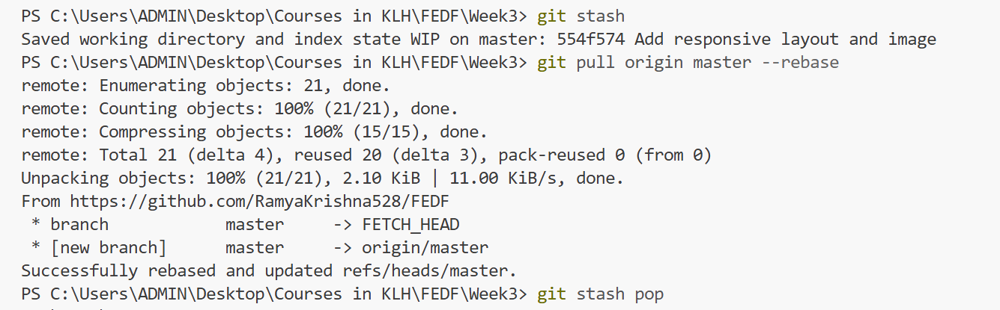 PS C:\Users\ADMIN\Desktop\Courses in KLH\FEDF\Week3> git stash
Saved working directory and index state WIP on master: 554f574 Add responsive layout and image
PS C:\Users\ADMIN\Desktop\Courses in KLH\FEDF\Week3> git pull origin master --rebase
remote: Enumerating objects: 21, done.
remote: Counting objects: 100% (21/21), done.
remote: Compressing objects: 100% (15/15), done.
remote: Total 21 (delta 4), reused 20 (delta 3), pack-reused 0 (from 0)
Unpacking objects: 100% (21/21), 2.10 KiB | 11.00 KiB/s, done.
From https://github.com/RamyaKrishna528/FEDF
 * branch            master     -> FETCH_HEAD
 * [new branch]      master     -> origin/master
Successfully rebased and updated refs/heads/master.
PS C:\Users\ADMIN\Desktop\Courses in KLH\FEDF\Week3> git stash pop